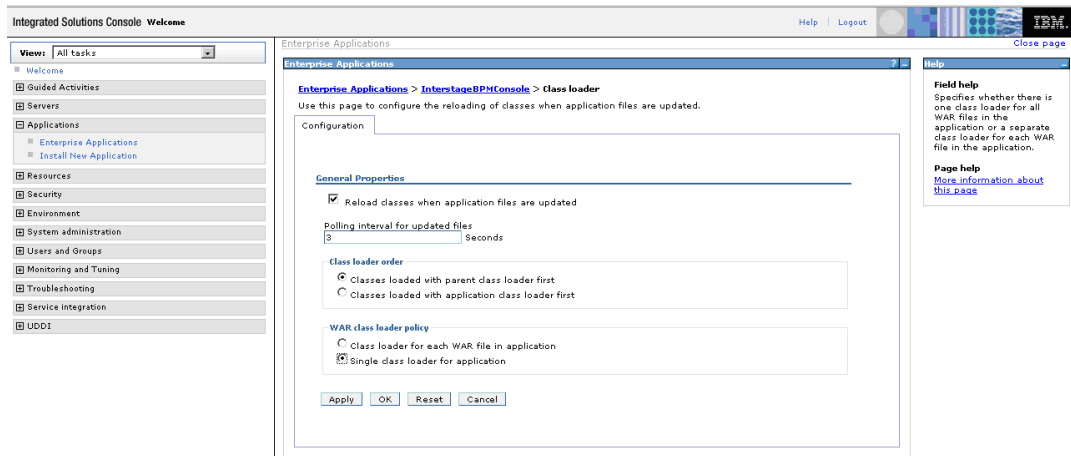 Integrated Solutions Console Welcome
Help | Logout
IBM.
View: All tasks
Welcome
Guided Activities
Servers
Applications
Enterprise Applications
Install New Application
Resources
Security
Environment
System administration
Users and Groups
Monitoring and Tuning
Troubleshooting
Service integration
UDDI
Enterprise Applications
Close page
Enterprise Applications
? _
Enterprise Applications > InterstageBPMConsole > Class loader
Use this page to configure the reloading of classes when application files are updated.
Configuration
General Properties
Reload classes when application files are updated
Polling interval for updated files
3 Seconds
Class loader order
Classes loaded with parent class loader first
Classes loaded with application class loader first
WAR class loader policy
Class loader for each WAR file in application
Single class loader for application
Apply OK Reset Cancel
Help _
Field help
Specifies whether there is
one class loader for all
WAR files in the
application or a separate
class loader for each WAR
file in the application.
Page help
More information about
this page